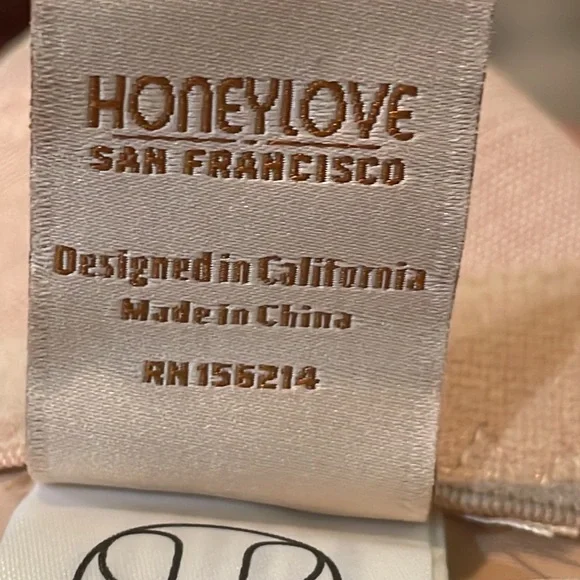 HONEYLOVE
SAN FRANCISCO
Designed in California
Made in China
RN 156214